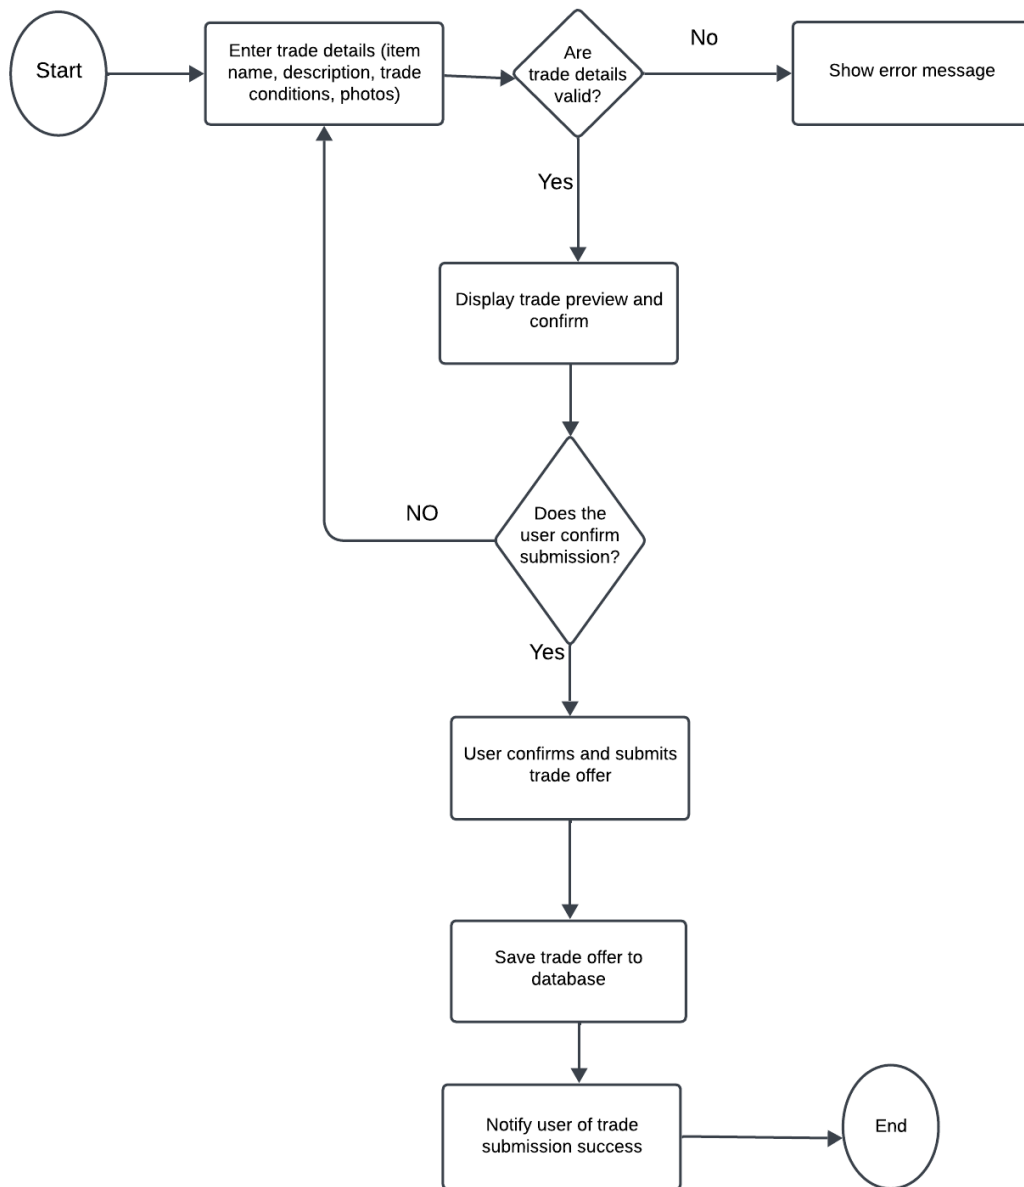 Start
Enter trade details (item
name, description, trade
conditions, photos)
Are
trade details
valid?
No
Show error message
Yes
Display trade preview and
confirm
Does the
user confirm
submission?
NO
Yes
User confirms and submits
trade offer
Save trade offer to
database
Notify user of trade
submission success
End